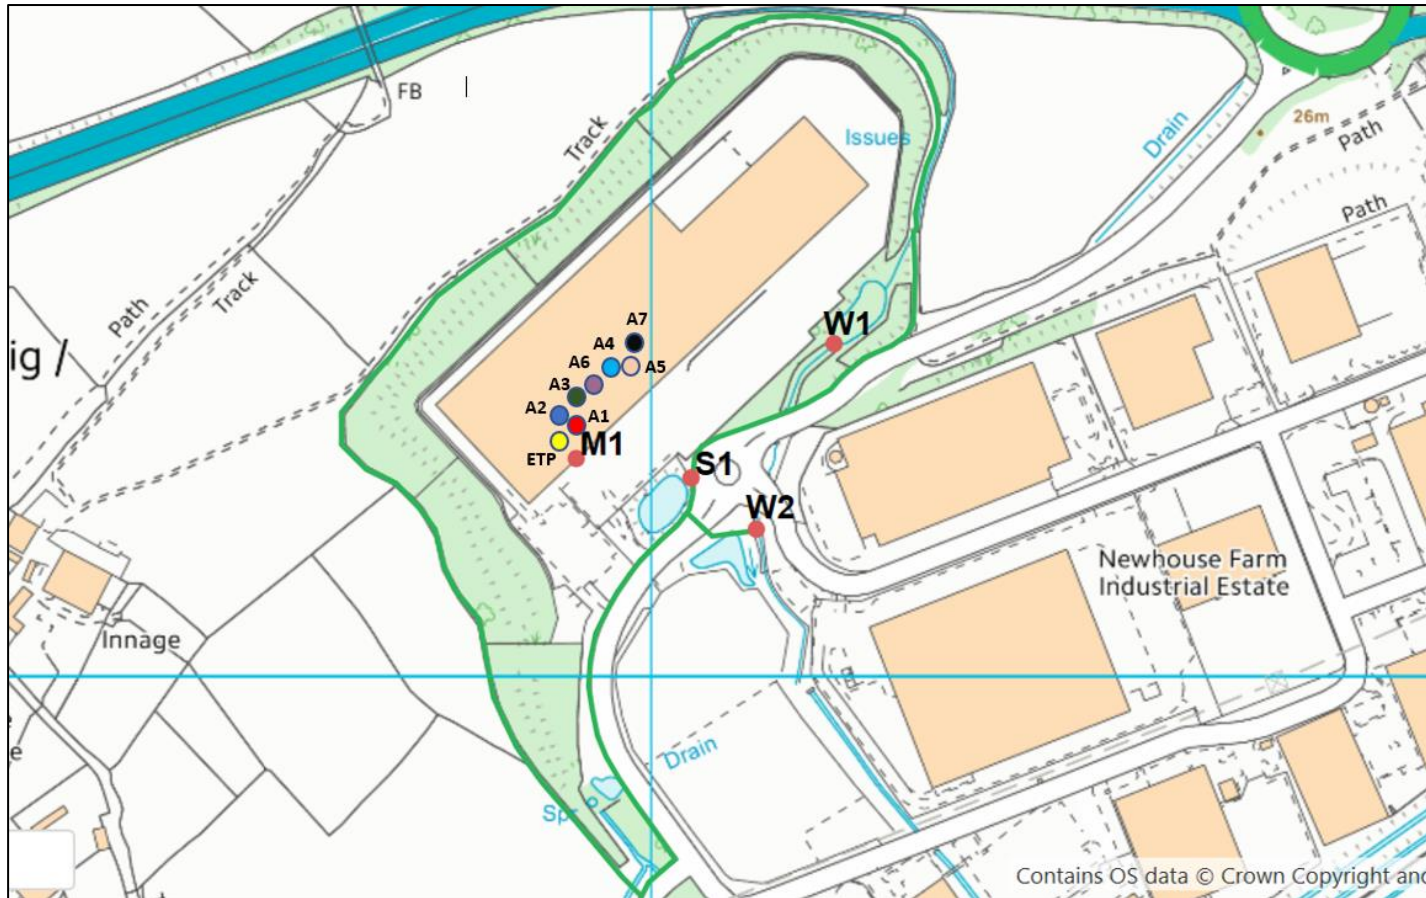 FB
Track
Issues
Drain
26m
Path
Path
Path
Track
ig /
W1
A7
A4
A5
A6
A3
A2
A1
M1
ETP
S1
W2
Newhouse Farm
Industrial Estate
Innage
e
Drain
Spr
Contains OS data © Crown Copyright and